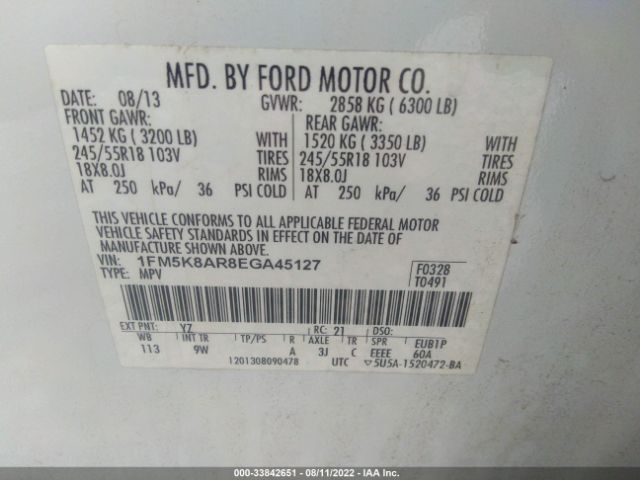 MFD. BY FORD MOTOR CO.
DATE: 08/13 GVWR: 2858 KG ( 6300 LB)
FRONT GAWR: REAR GAWR:
1452 KG ( 3200 LB) WITH 1520 KG ( 3350 LB) WITH
245/55R18 103V TIRES 245/55R18 103V TIRES
18X8.0J RIMS 18X8.0J RIMS
AT 250 kPa/ 36 PSI COLD AT 250 kPa/ 36 PSI COLD
THIS VEHICLE CONFORMS TO ALL APPLICABLE FEDERAL MOTOR
VEHICLE SAFETY STANDARDS IN EFFECT ON THE DATE OF
MANUFACTURE SHOWN ABOVE.
VIN: 1FM5K8AR8EGA45127 F0328
TYPE: MPV T0491
EXT PNT: YZ RC: 21 DSO:
WB INT TR TP/PS R AXLE TR SPR EUB1P
113 9W A 3J C EEEE 60A
1201308090478 UTC ▽5U5A-1520472-BA
000-33842651 - 08/11/2022 - IAA Inc.